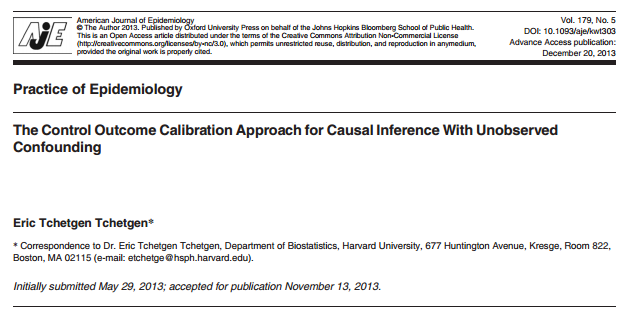 AJE
American Journal of Epidemiology
© The Author 2013. Published by Oxford University Press on behalf of the Johns Hopkins Bloomberg School of Public Health.
This is an Open Access article distributed under the terms of the Creative Commons Attribution Non-Commercial License
(http://creativecommons.org/licenses/by-nc/3.0), which permits unrestricted reuse, distribution, and reproduction in anymedium,
provided the original work is properly cited.
Vol. 179, No. 5
DOI: 10.1093/aje/kwt303
Advance Access publication:
December 20, 2013
Practice of Epidemiology
The Control Outcome Calibration Approach for Causal Inference With Unobserved
Confounding
Eric Tchetgen Tchetgen*
* Correspondence to Dr. Eric Tchetgen Tchetgen, Department of Biostatistics, Harvard University, 677 Huntington Avenue, Kresge, Room 822,
Boston, MA 02115 (e-mail: etchetge@hsph.harvard.edu).
Initially submitted May 29, 2013; accepted for publication November 13, 2013.